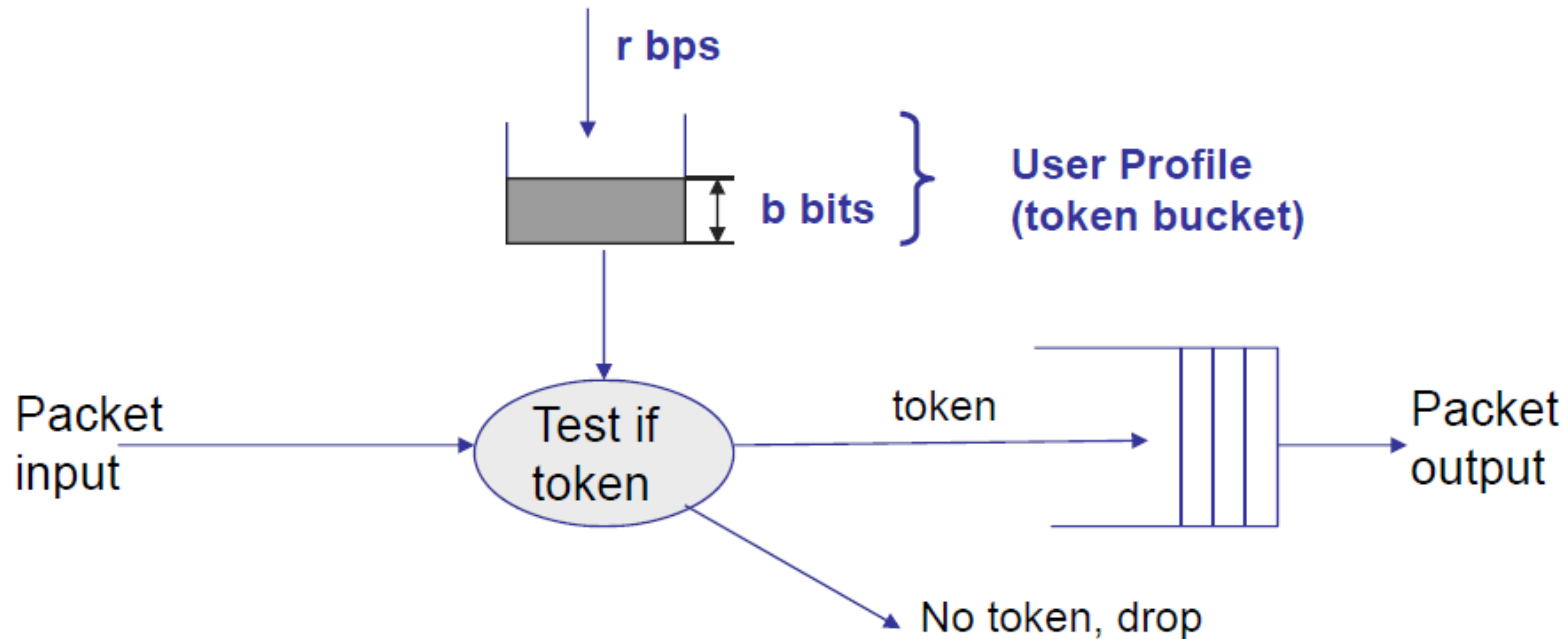 r bps
b bits
User Profile
(token bucket)
Packet
input
Test if
token
token
Packet
output
No token, drop